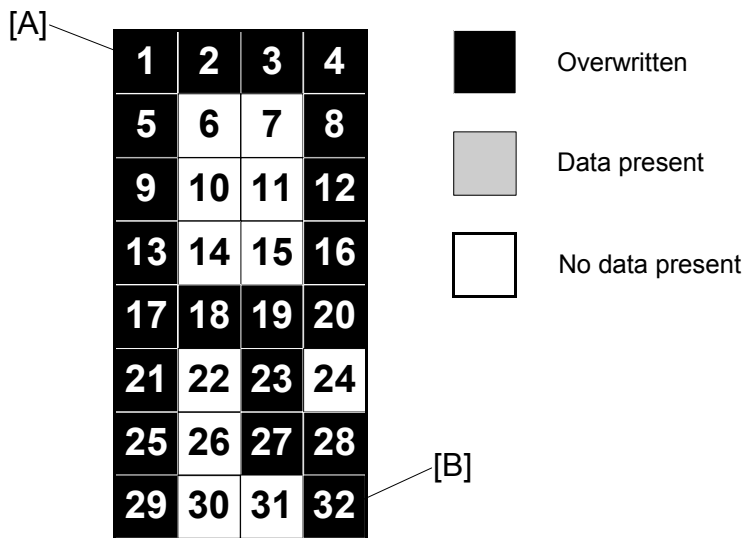 [A]
1 2 3 4
Overwritten
5 6 7 8
Data present
9 10 11 12
13 14 15 16
No data present
17 18 19 20
21 22 23 24
25 26 27 28
[B]
29 30 31 32